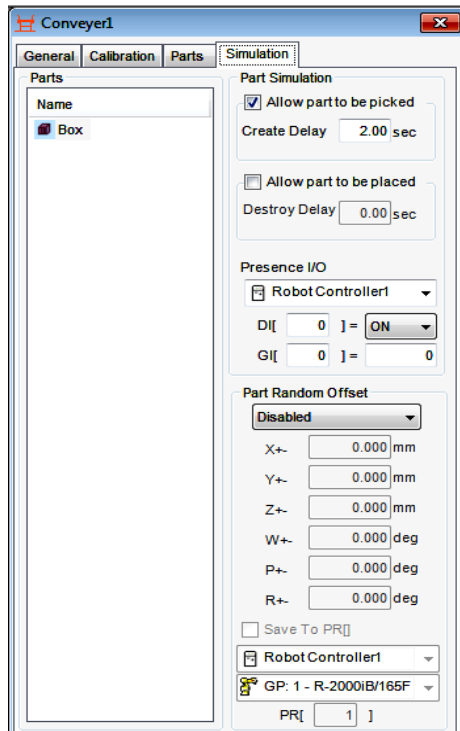 Conveyer1
General Calibration Parts Simulation
Parts
Name
Box
Part Simulation
Allow part to be picked
Create Delay 2.00 sec
Allow part to be placed
Destroy Delay 0.00 sec
Presence I/O
Robot Controller1
DI[ 0 ] = ON
GI[ 0 ] = 0
Part Random Offset
Disabled
X+- 0.000 mm
Y+- 0.000 mm
Z+- 0.000 mm
W+- 0.000 deg
P+- 0.000 deg
R+- 0.000 deg
Save To PR[]
Robot Controller1
GP: 1 - R-2000iB/165F
PR[ 1 ]